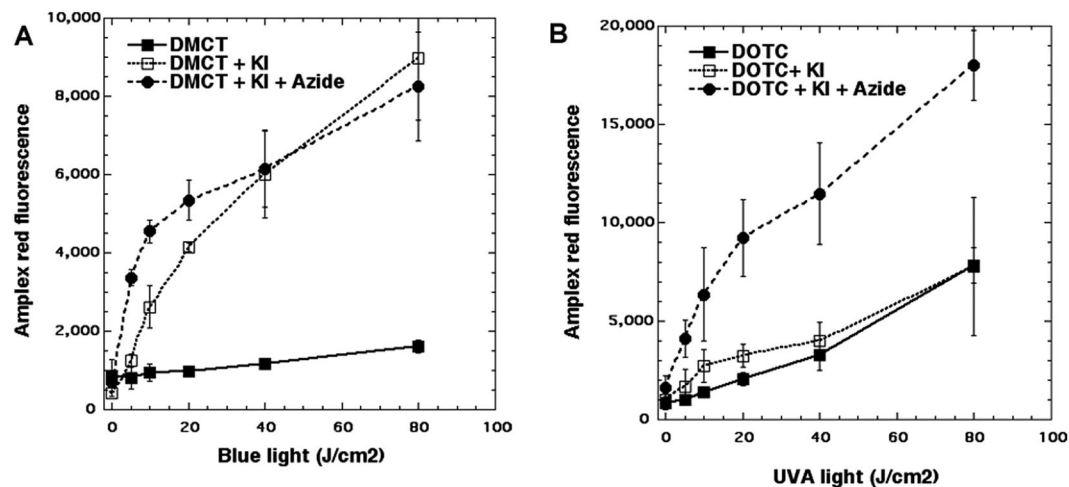 A
DMCT
DMCT + KI
DMCT + KI + Azide
10,000
8,000
6,000
4,000
2,000
0
Amplex red fluorescence
0 20 40 60 80 100
Blue light (J/cm2)
B
DOTC
DOTC+ KI
DOTC + KI + Azide
20,000
15,000
10,000
5,000
0
Amplex red fluorescence
0 20 40 60 80 100
UVA light (J/cm2)